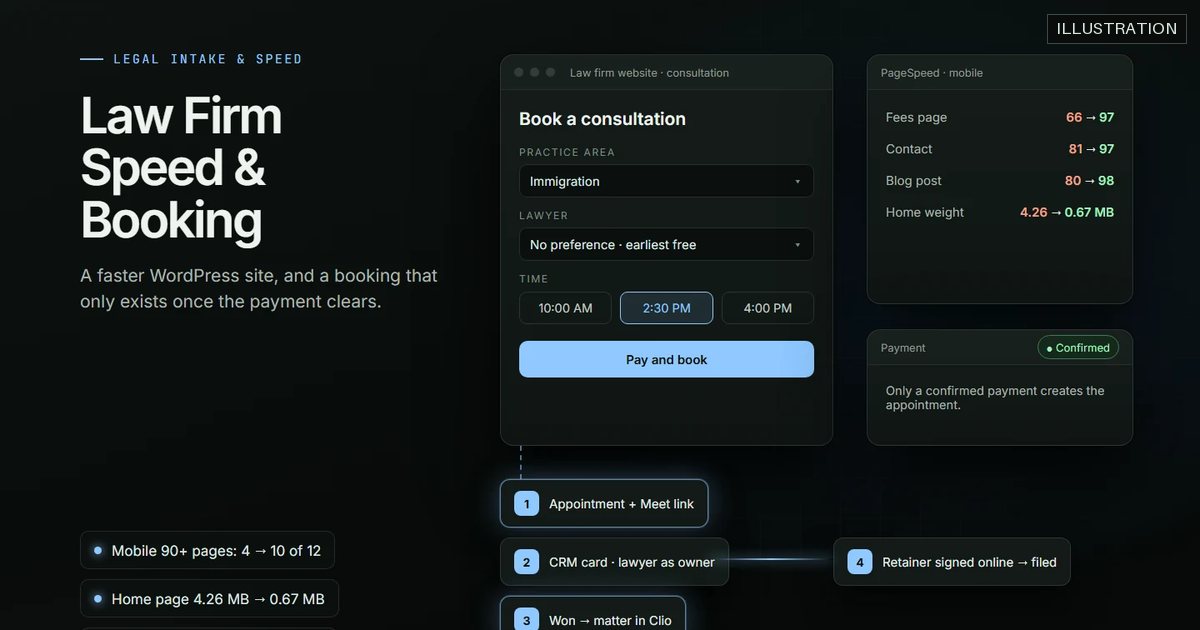 ILLUSTRATION
LEGAL INTAKE & SPEED
Law Firm
Speed &
Booking
A faster WordPress site, and a booking that
only exists once the payment clears.
Mobile 90+ pages: 4 → 10 of 12
Home page 4.26 MB → 0.67 MB
Law firm website · consultation
Book a consultation
PRACTICE AREA
Immigration
LAWYER
No preference · earliest free
TIME
10:00 AM 2:30 PM 4:00 PM
Pay and book
PageSpeed · mobile
Fees page 66 → 97
Contact 81 → 97
Blog post 80 → 98
Home weight 4.26 → 0.67 MB
Payment ● Confirmed
Only a confirmed payment creates the
appointment.
1 Appointment + Meet link
2 CRM card · lawyer as owner
4 Retainer signed online → filed
3 Won → matter in Clio